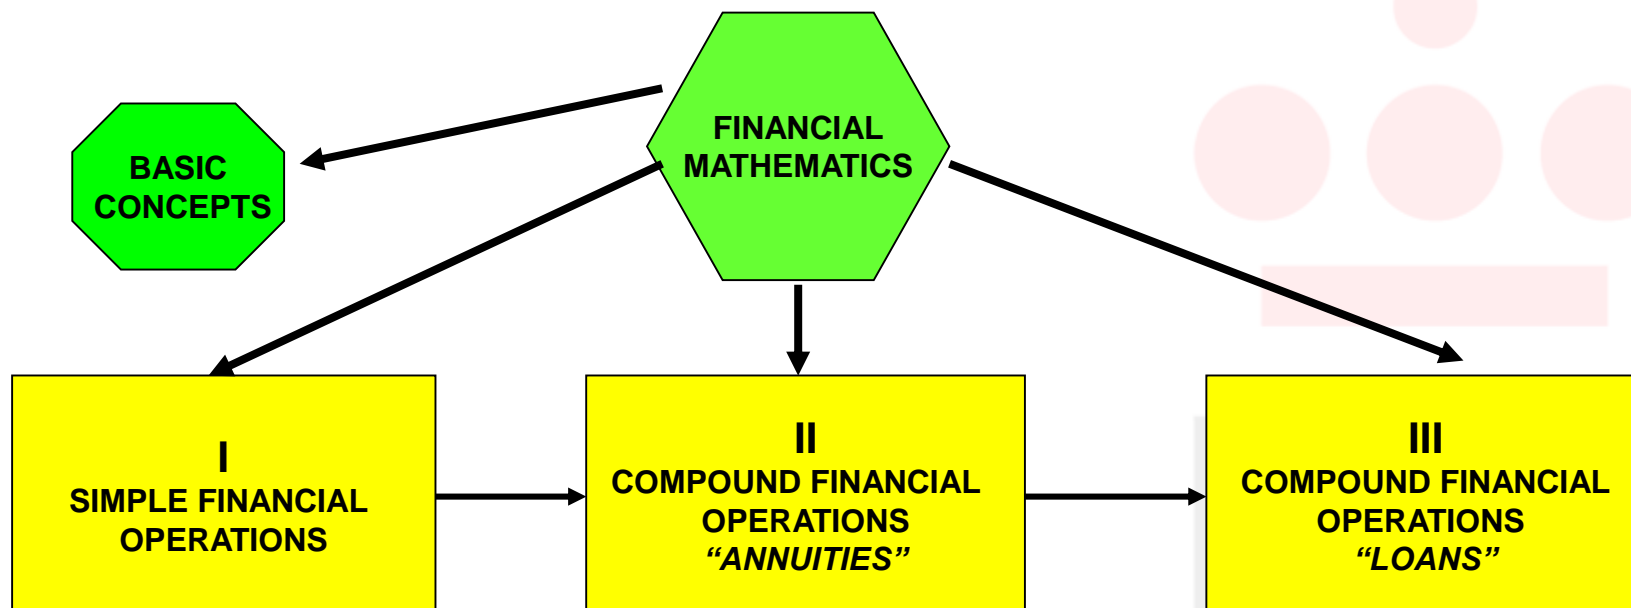 FINANCIAL
MATHEMATICS
BASIC
CONCEPTS
I
SIMPLE FINANCIAL
OPERATIONS
II
COMPOUND FINANCIAL
OPERATIONS
“ANNUITIES”
III
COMPOUND FINANCIAL
OPERATIONS
“LOANS”